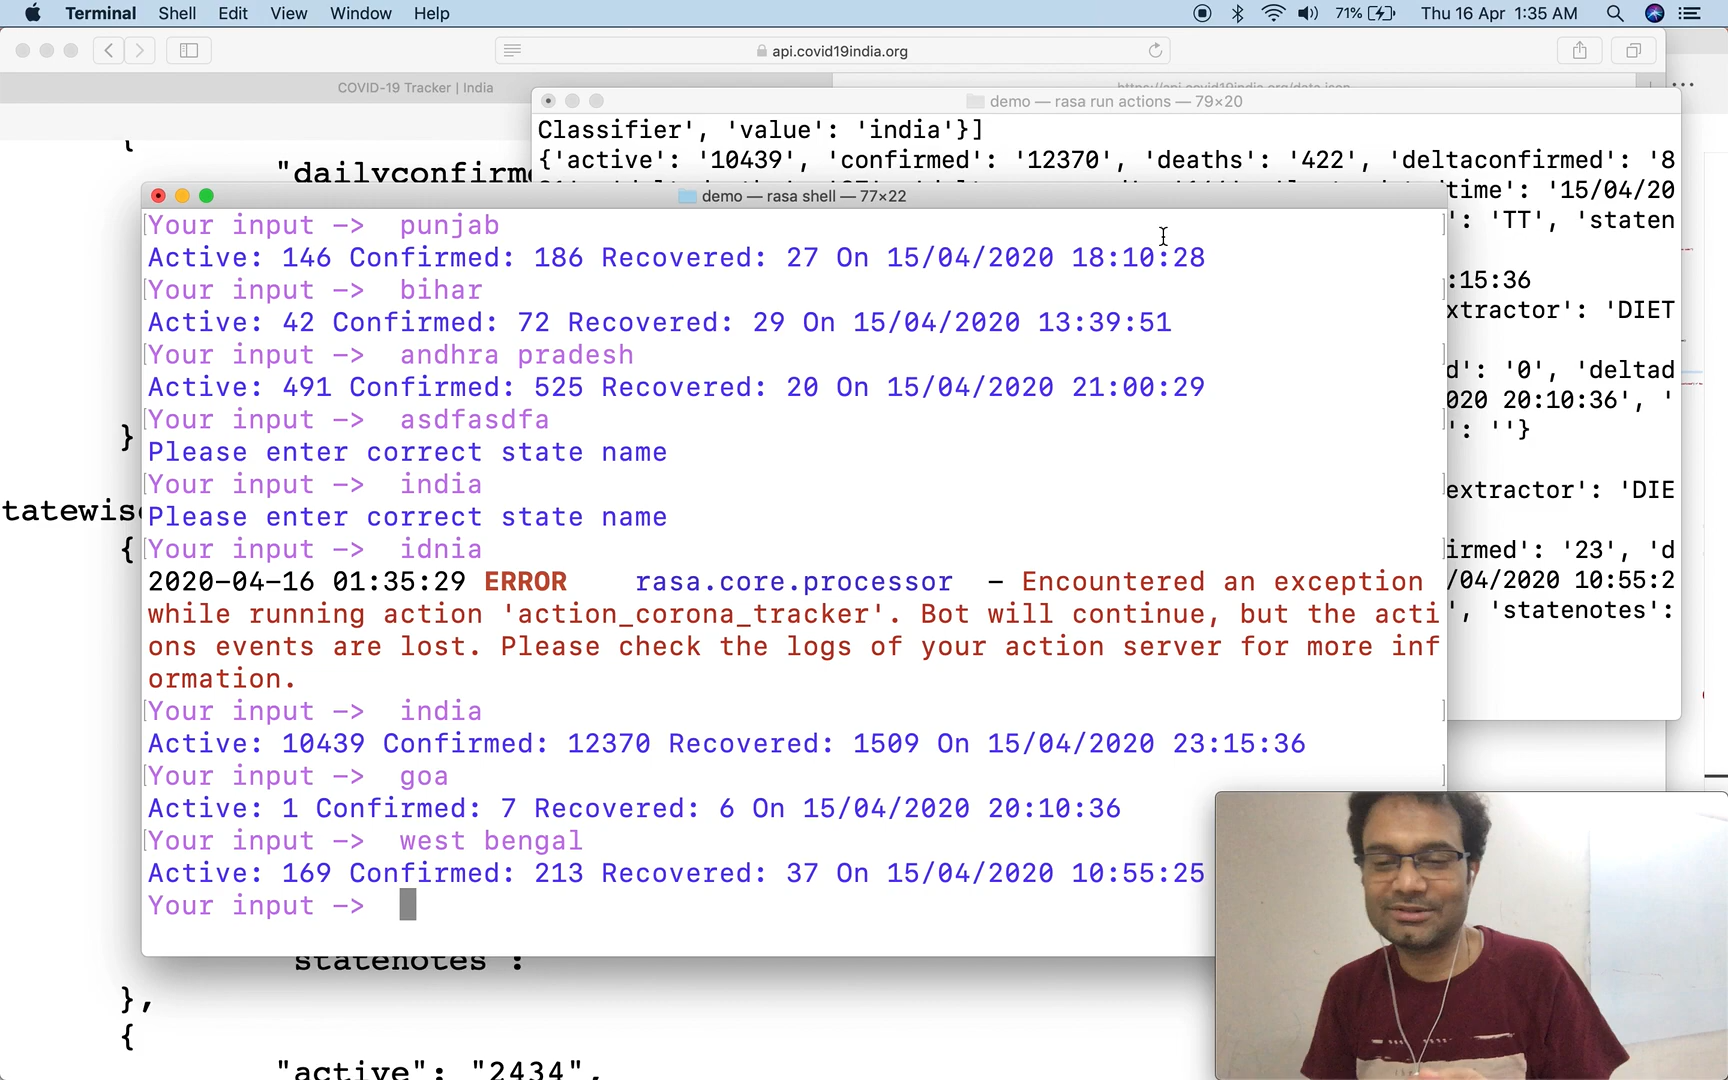 Terminal Shell Edit View Window Help 71% Thu 16 Apr 1:35 AM
api.covid19india.org
COVID-19 Tracker | India https://api.covid19india.org/data.json
demo — rasa run actions — 79×20
Classifier', 'value': 'india'}]
{'active': '10439', 'confirmed': '12370', 'deaths': '422', 'deltaconfirmed': '8
time': '15/04/20
': 'TT', 'staten
:15:36
xtractor': 'DIET
d': '0', 'deltad
020 20:10:36', '
': ''}
extractor': 'DIE
irmed': '23', 'd
/04/2020 10:55:2
', 'statenotes':
{
"dailyconfirme
}
tatewise
{
demo — rasa shell — 77×22
Your input -> punjab
Active: 146 Confirmed: 186 Recovered: 27 On 15/04/2020 18:10:28
Your input -> bihar
Active: 42 Confirmed: 72 Recovered: 29 On 15/04/2020 13:39:51
Your input -> andhra pradesh
Active: 491 Confirmed: 525 Recovered: 20 On 15/04/2020 21:00:29
Your input -> asdfasdfa
Please enter correct state name
Your input -> india
Please enter correct state name
Your input -> idnia
2020-04-16 01:35:29 ERROR rasa.core.processor - Encountered an exception
while running action 'action_corona_tracker'. Bot will continue, but the acti
ons events are lost. Please check the logs of your action server for more inf
ormation.
Your input -> india
Active: 10439 Confirmed: 12370 Recovered: 1509 On 15/04/2020 23:15:36
Your input -> goa
Active: 1 Confirmed: 7 Recovered: 6 On 15/04/2020 20:10:36
Your input -> west bengal
Active: 169 Confirmed: 213 Recovered: 37 On 15/04/2020 10:55:25
Your input ->
statenotes :
},
{
"active": "2434",